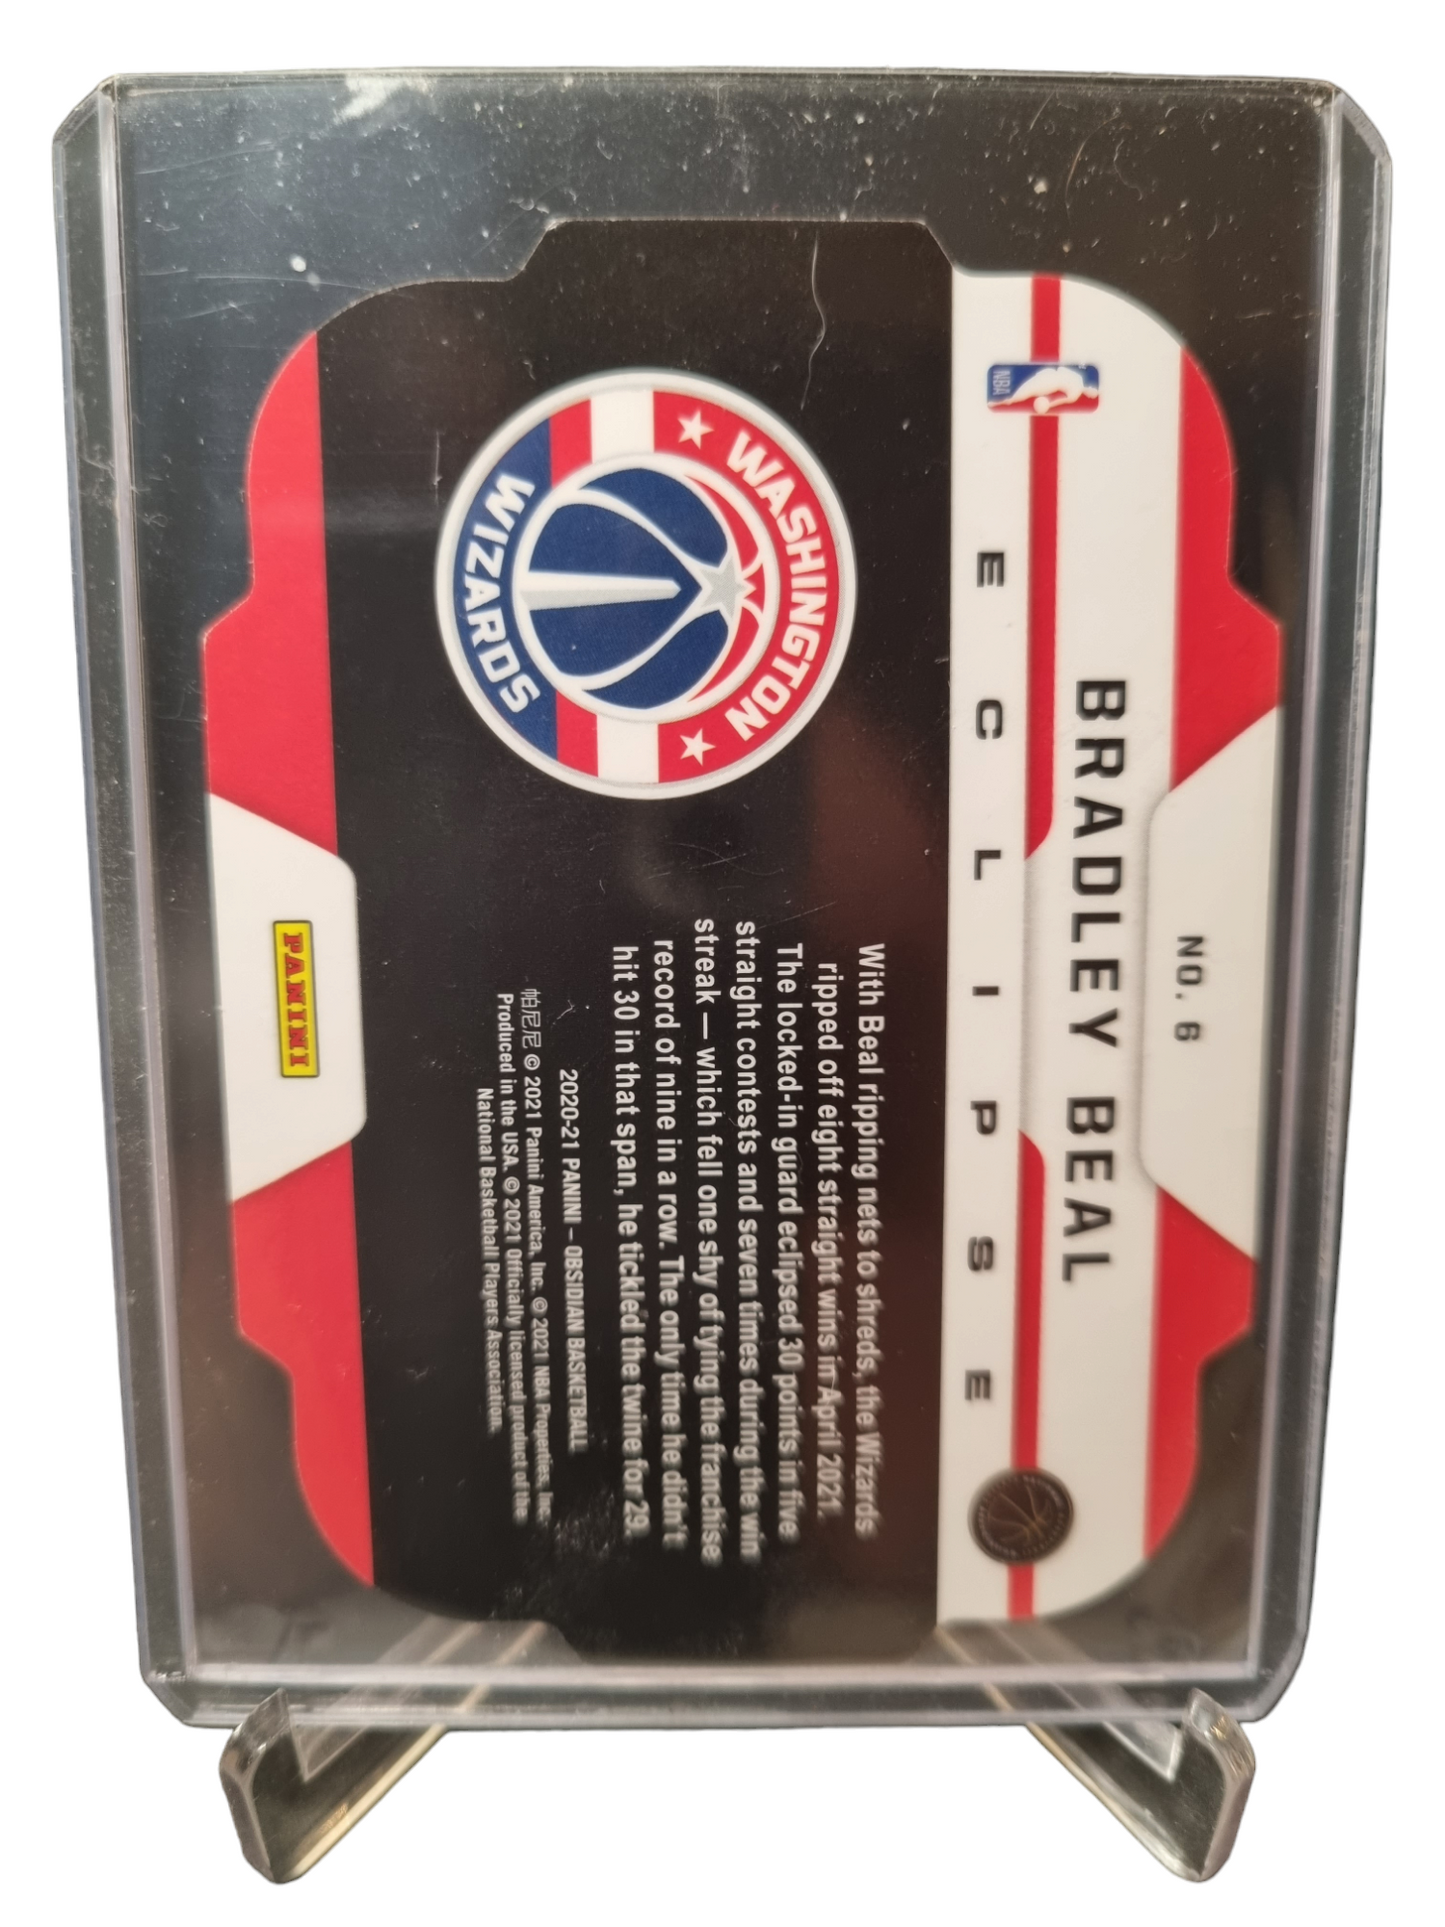 NO. 6
BRADLEY BEAL
NBA
ECLIPSE
WASHINGTON
WIZARDS
With Beal ripping nets to shreds, the Wizards
ripped off eight straight wins in April 2021.
The locked-in guard eclipsed 30 points in five
straight contests and seven times during the win
streak — which fell one shy of tying the franchise
record of nine in a row. The only time he didn't
hit 30 in that span, he tickled the twine for 29.
2020-21 PANINI – OBSIDIAN BASKETBALL
帕尼尼 © 2021 Panini America, Inc. © 2021 NBA Properties, Inc.
Produced in the USA. © 2021 Officially licensed product of the
National Basketball Players Association.
PANINI